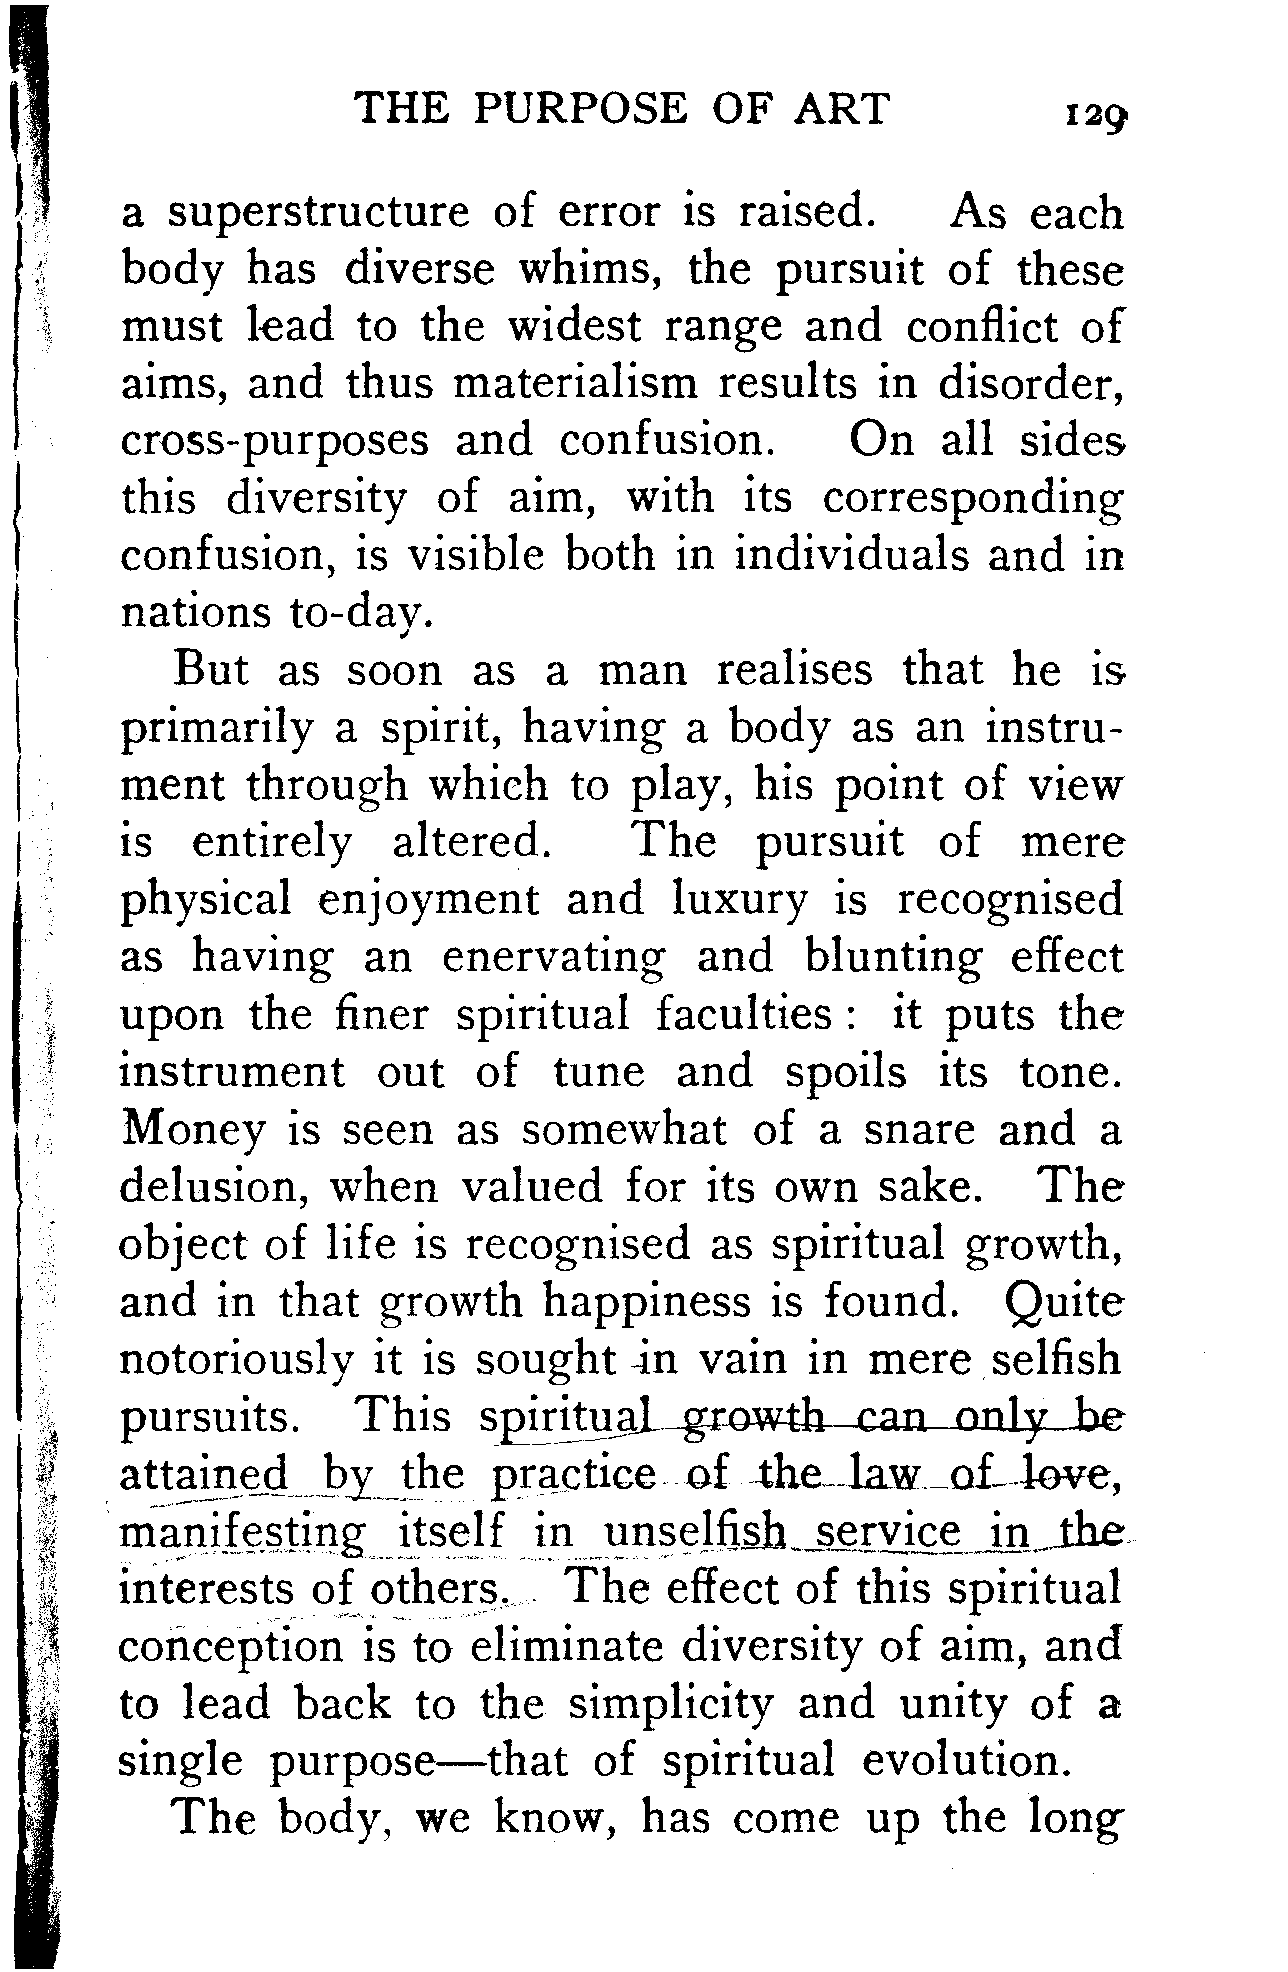 THE PURPOSE OF ART 129
a superstructure of error is raised. As each
body has diverse whims, the pursuit of these
must lead to the widest range and conflict of
aims, and thus materialism results in disorder,
cross-purposes and confusion. On all sides
this diversity of aim, with its corresponding
confusion, is visible both in individuals and in
nations to-day.
But as soon as a man realises that he is
primarily a spirit, having a body as an instru-
ment through which to play, his point of view
is entirely altered. The pursuit of mere
physical enjoyment and luxury is recognised
as having an enervating and blunting effect
upon the finer spiritual faculties : it puts the
instrument out of tune and spoils its tone.
Money is seen as somewhat of a snare and a
delusion, when valued for its own sake. The
object of life is recognised as spiritual growth,
and in that growth happiness is found. Quite
notoriously it is sought in vain in mere selfish
pursuits. This spiritual growth can only be
attained by the practice of the law of love,
manifesting itself in unselfish service in the
interests of others. The effect of this spiritual
conception is to eliminate diversity of aim, and
to lead back to the simplicity and unity of a
single purpose—that of spiritual evolution.
The body, we know, has come up the long